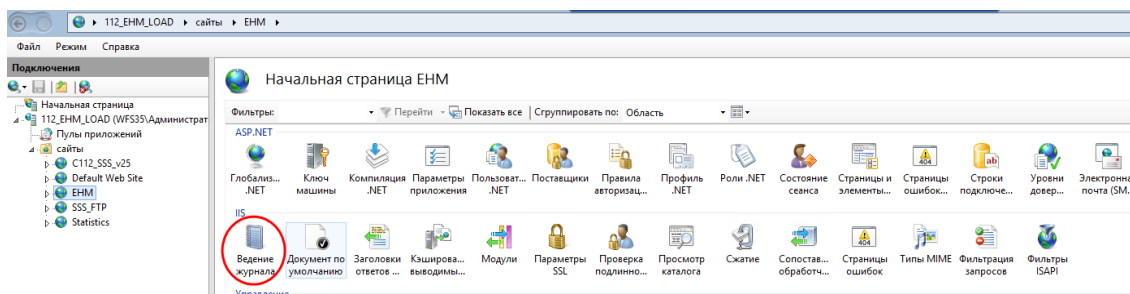 112_EHM_LOAD ▸ сайты ▸ EHM ▸
Файл Режим Справка
Подключения
Начальная страница
112_EHM_LOAD (WFS35\Администрат
Пулы приложений
сайты
C112_SSS_v25
Default Web Site
EHM
SSS_FTP
Statistics
Начальная страница EHM
Фильтры: Перейти Показать все Сгруппировать по: Область
ASP.NET
Глобализ... Ключ Компиляция Параметры Пользоват... Поставщики Правила Профиль Роли .NET Состояние Страницы и Страницы Строки Уровни Электронна
.NET машины .NET приложения .NET авторизац... .NET сеанса элементы... ошибок... подключе... довер... почта (SM.
IIS
Ведение Документ по Заголовки Кэширова... Модули Параметры Проверка Просмотр Сжатие Сопостав... Страницы Типы MIME Фильтрация Фильтры
журнала умолчанию ответов ... выводимы... SSL подлинно... каталога обработч... ошибок запросов ISAPI
Управление